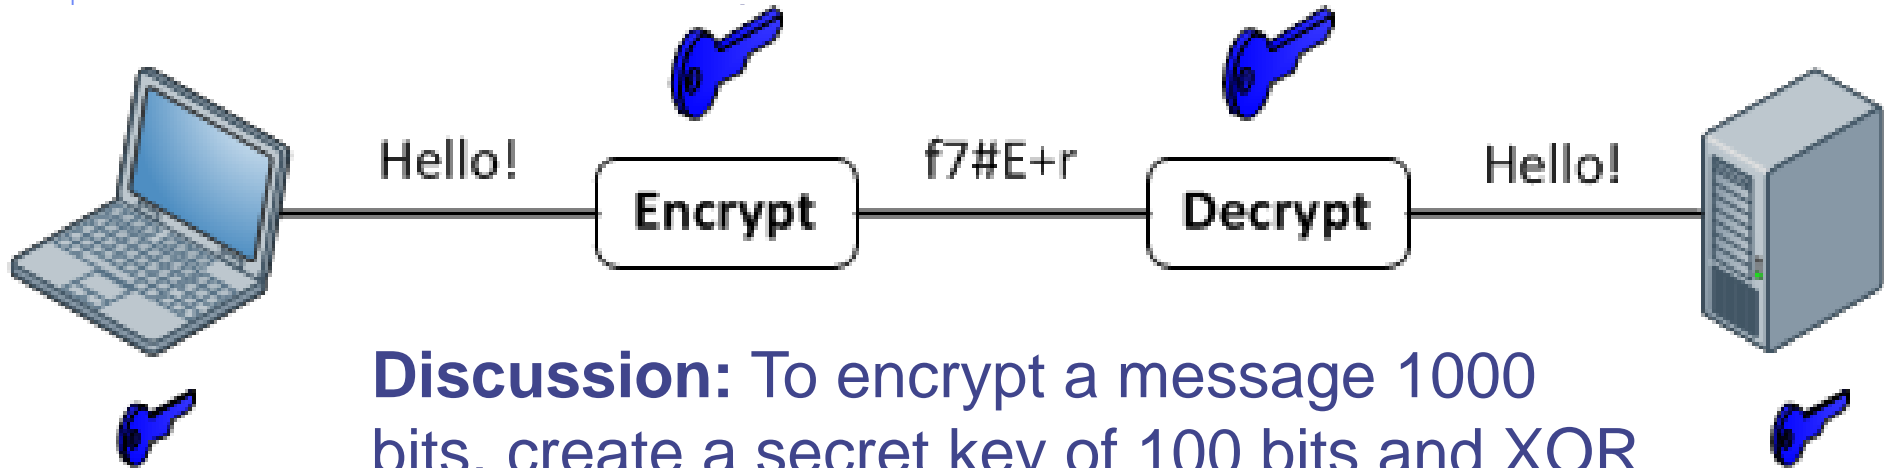 Hello!
f7#E+r
Hello!
Encrypt
Decrypt
Discussion: To encrypt a message 1000
bits, create a secret key of 100 bits and XOR